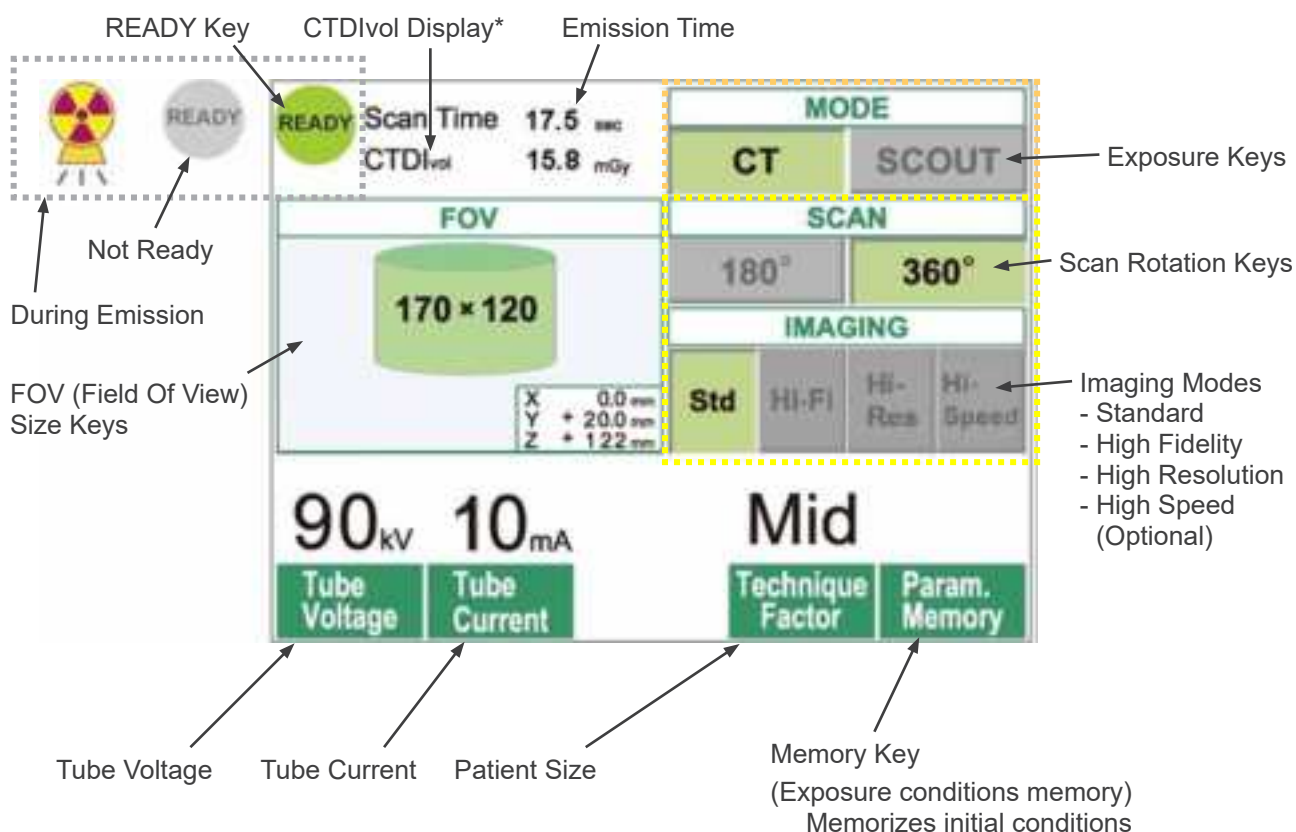 READY Key
CTDIvol Display*
Emission Time
READY
READY
Scan Time 17.5 sec
CTDIvol 15.8 mGy
MODE
CT
SCOUT
Exposure Keys
Not Ready
During Emission
FOV
170 × 120
X 0.0 mm
Y + 20.0 mm
Z + 122 mm
FOV (Field Of View)
Size Keys
SCAN
180°
360°
Scan Rotation Keys
IMAGING
Std
Hi-Fi
Hi-
Res
Hi-
Speed
Imaging Modes
- Standard
- High Fidelity
- High Resolution
- High Speed
(Optional)
90kV
10mA
Mid
Tube
Voltage
Tube
Current
Technique
Factor
Param.
Memory
Tube Voltage
Tube Current
Patient Size
Memory Key
(Exposure conditions memory)
Memorizes initial conditions